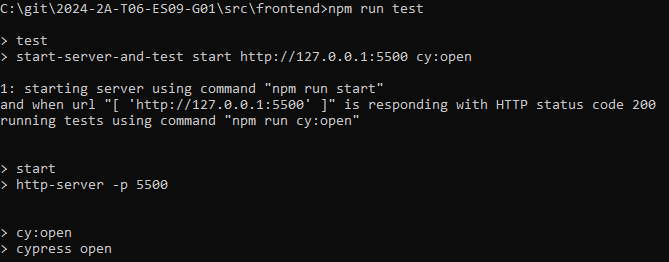 C:\git\2024-2A-T06-ES09-G01\src\frontend>npm run test
> test
> start-server-and-test start http://127.0.0.1:5500 cy:open
1: starting server using command "npm run start"
and when url "[ 'http://127.0.0.1:5500' ]" is responding with HTTP status code 200
running tests using command "npm run cy:open"
> start
> http-server -p 5500
> cy:open
> cypress open